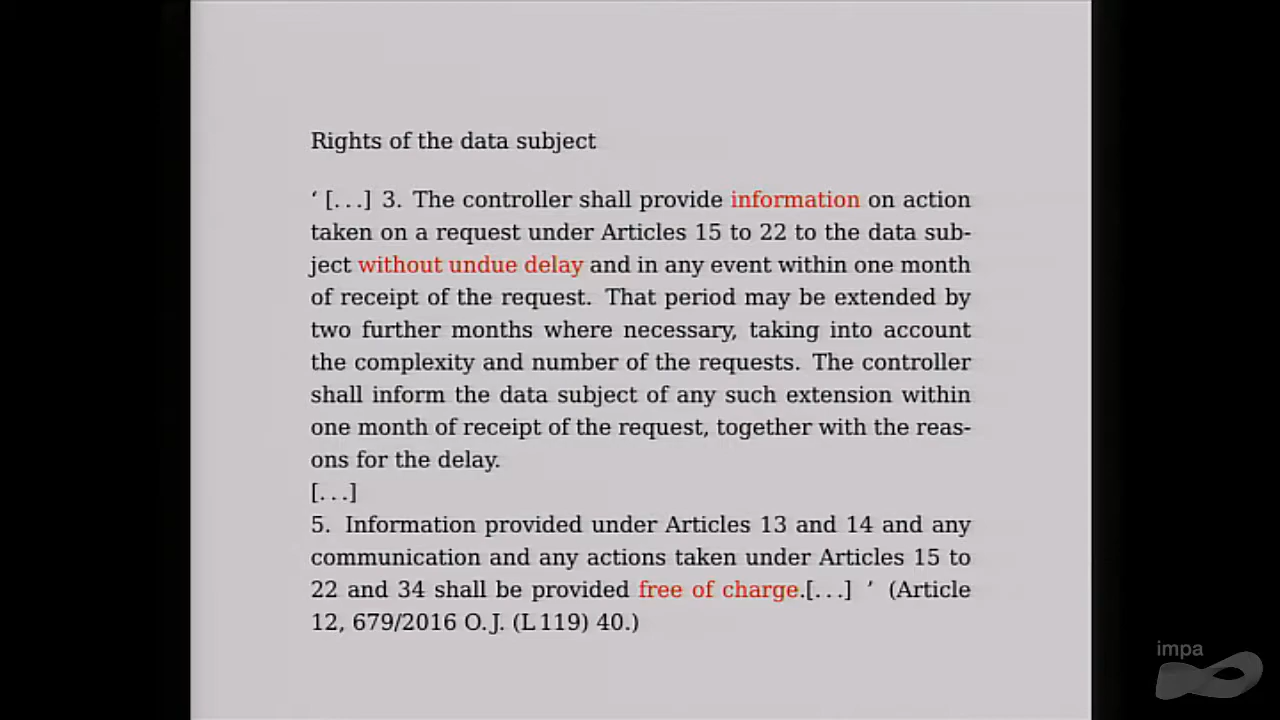 Rights of the data subject
‘ [. . .] 3. The controller shall provide information on action
taken on a request under Articles 15 to 22 to the data sub-
ject without undue delay and in any event within one month
of receipt of the request. That period may be extended by
two further months where necessary, taking into account
the complexity and number of the requests. The controller
shall inform the data subject of any such extension within
one month of receipt of the request, together with the reas-
ons for the delay.
[. . .]
5. Information provided under Articles 13 and 14 and any
communication and any actions taken under Articles 15 to
22 and 34 shall be provided free of charge.[. . .] ’ (Article
12, 679/2016 O.J. (L 119) 40.)
impa